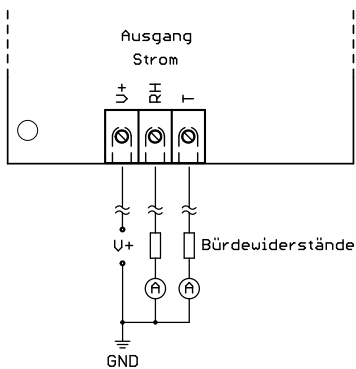 Ausgang
Strom
V+ RH T
V+
Bürdewiderstände
A A
GND